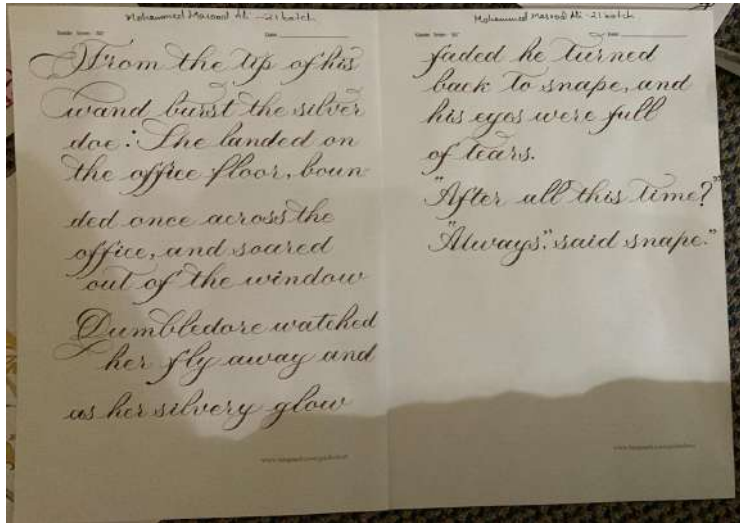 Mohammed Masood Ali - 21 batch
Date:
From the tip of his
wand burst the silver
doe: She landed on
the office floor, boun-
ded once across the
office, and soared
out of the window
Dumbledore watched
her fly away and
as her silvery glow
Mohammed Masood Ali - 21 batch
Date:
faded he turned
back to snape, and
his eyes were full
of tears.
"After all this time?"
"Always". said snape."